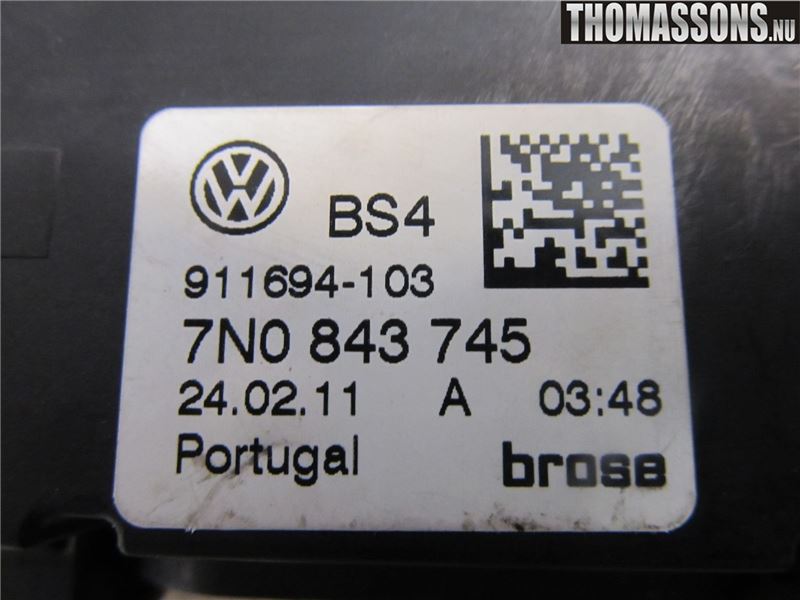 THOMASSONS.NU
BS4
911694-103
7N0 843 745
24.02.11 A 03:48
Portugal brose